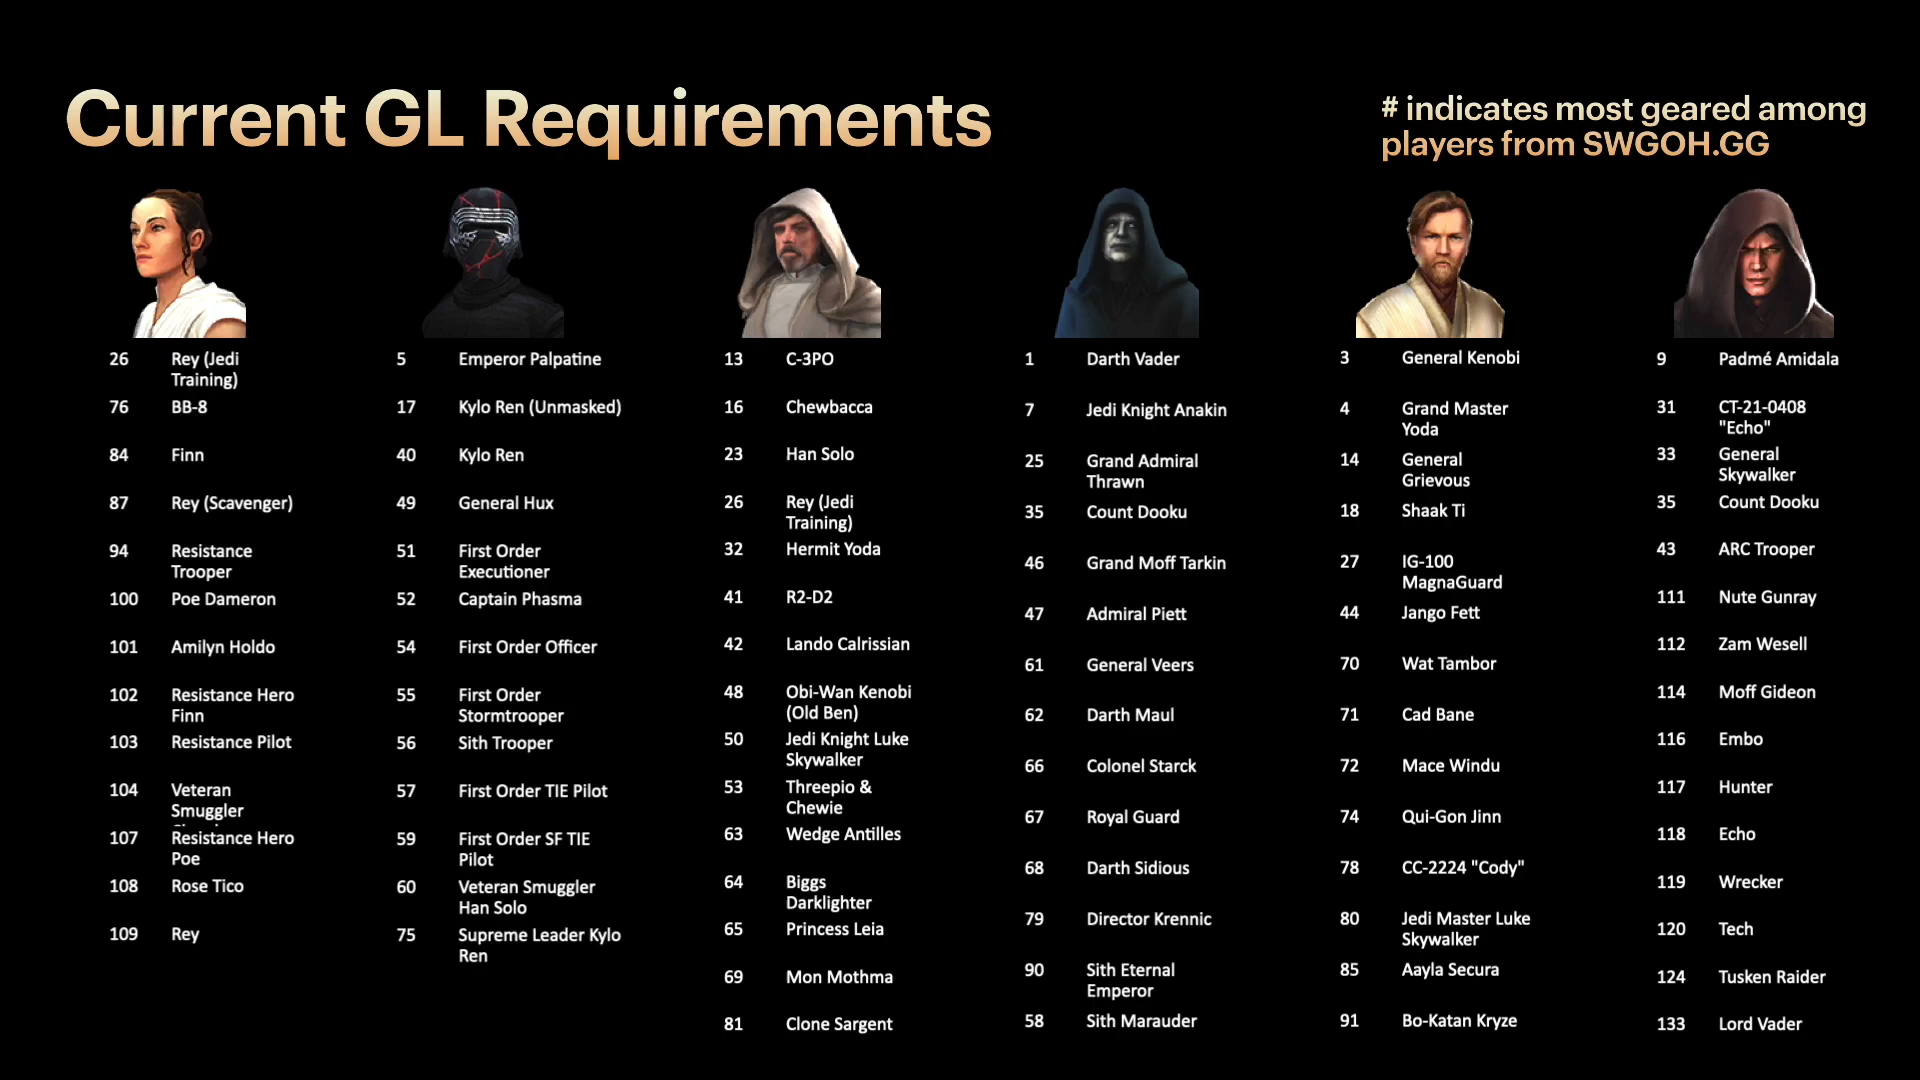 Current GL Requirements
# indicates most geared among
players from SWGOH.GG
26 Rey (Jedi
Training)
76 BB-8
84 Finn
87 Rey (Scavenger)
94 Resistance
Trooper
100 Poe Dameron
101 Amilyn Holdo
102 Resistance Hero
Finn
103 Resistance Pilot
104 Veteran
Smuggler
107 Resistance Hero
Poe
108 Rose Tico
109 Rey
5 Emperor Palpatine
17 Kylo Ren (Unmasked)
40 Kylo Ren
49 General Hux
51 First Order
Executioner
52 Captain Phasma
54 First Order Officer
55 First Order
Stormtrooper
56 Sith Trooper
57 First Order TIE Pilot
59 First Order SF TIE
Pilot
60 Veteran Smuggler
Han Solo
75 Supreme Leader Kylo
Ren
13 C-3PO
16 Chewbacca
23 Han Solo
26 Rey (Jedi
Training)
32 Hermit Yoda
41 R2-D2
42 Lando Calrissian
48 Obi-Wan Kenobi
(Old Ben)
50 Jedi Knight Luke
Skywalker
53 Threepio &
Chewie
63 Wedge Antilles
64 Biggs
Darklighter
65 Princess Leia
69 Mon Mothma
81 Clone Sargent
1 Darth Vader
7 Jedi Knight Anakin
25 Grand Admiral
Thrawn
35 Count Dooku
46 Grand Moff Tarkin
47 Admiral Piett
61 General Veers
62 Darth Maul
66 Colonel Starck
67 Royal Guard
68 Darth Sidious
79 Director Krennic
90 Sith Eternal
Emperor
58 Sith Marauder
3 General Kenobi
4 Grand Master
Yoda
14 General
Grievous
18 Shaak Ti
27 IG-100
MagnaGuard
44 Jango Fett
70 Wat Tambor
71 Cad Bane
72 Mace Windu
74 Qui-Gon Jinn
78 CC-2224 "Cody"
80 Jedi Master Luke
Skywalker
85 Aayla Secura
91 Bo-Katan Kryze
9 Padmé Amidala
31 CT-21-0408
"Echo"
33 General
Skywalker
35 Count Dooku
43 ARC Trooper
111 Nute Gunray
112 Zam Wesell
114 Moff Gideon
116 Embo
117 Hunter
118 Echo
119 Wrecker
120 Tech
124 Tusken Raider
133 Lord Vader